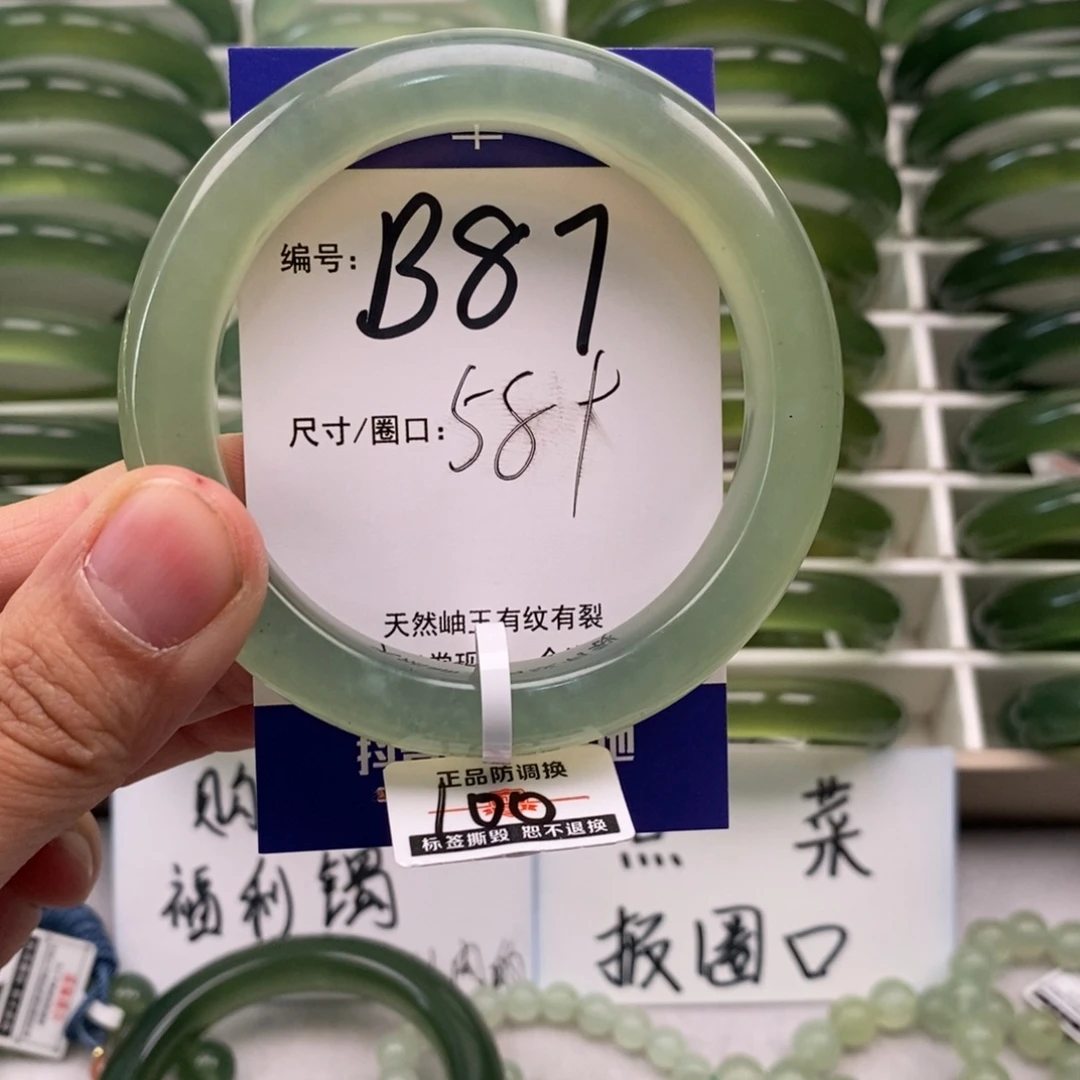 编号: B87
尺寸/圈口: 58+
天然岫玉有纹有裂
正品防调换
100
标签撕毁 恕不退换
购
福利镯
菜
报圈口